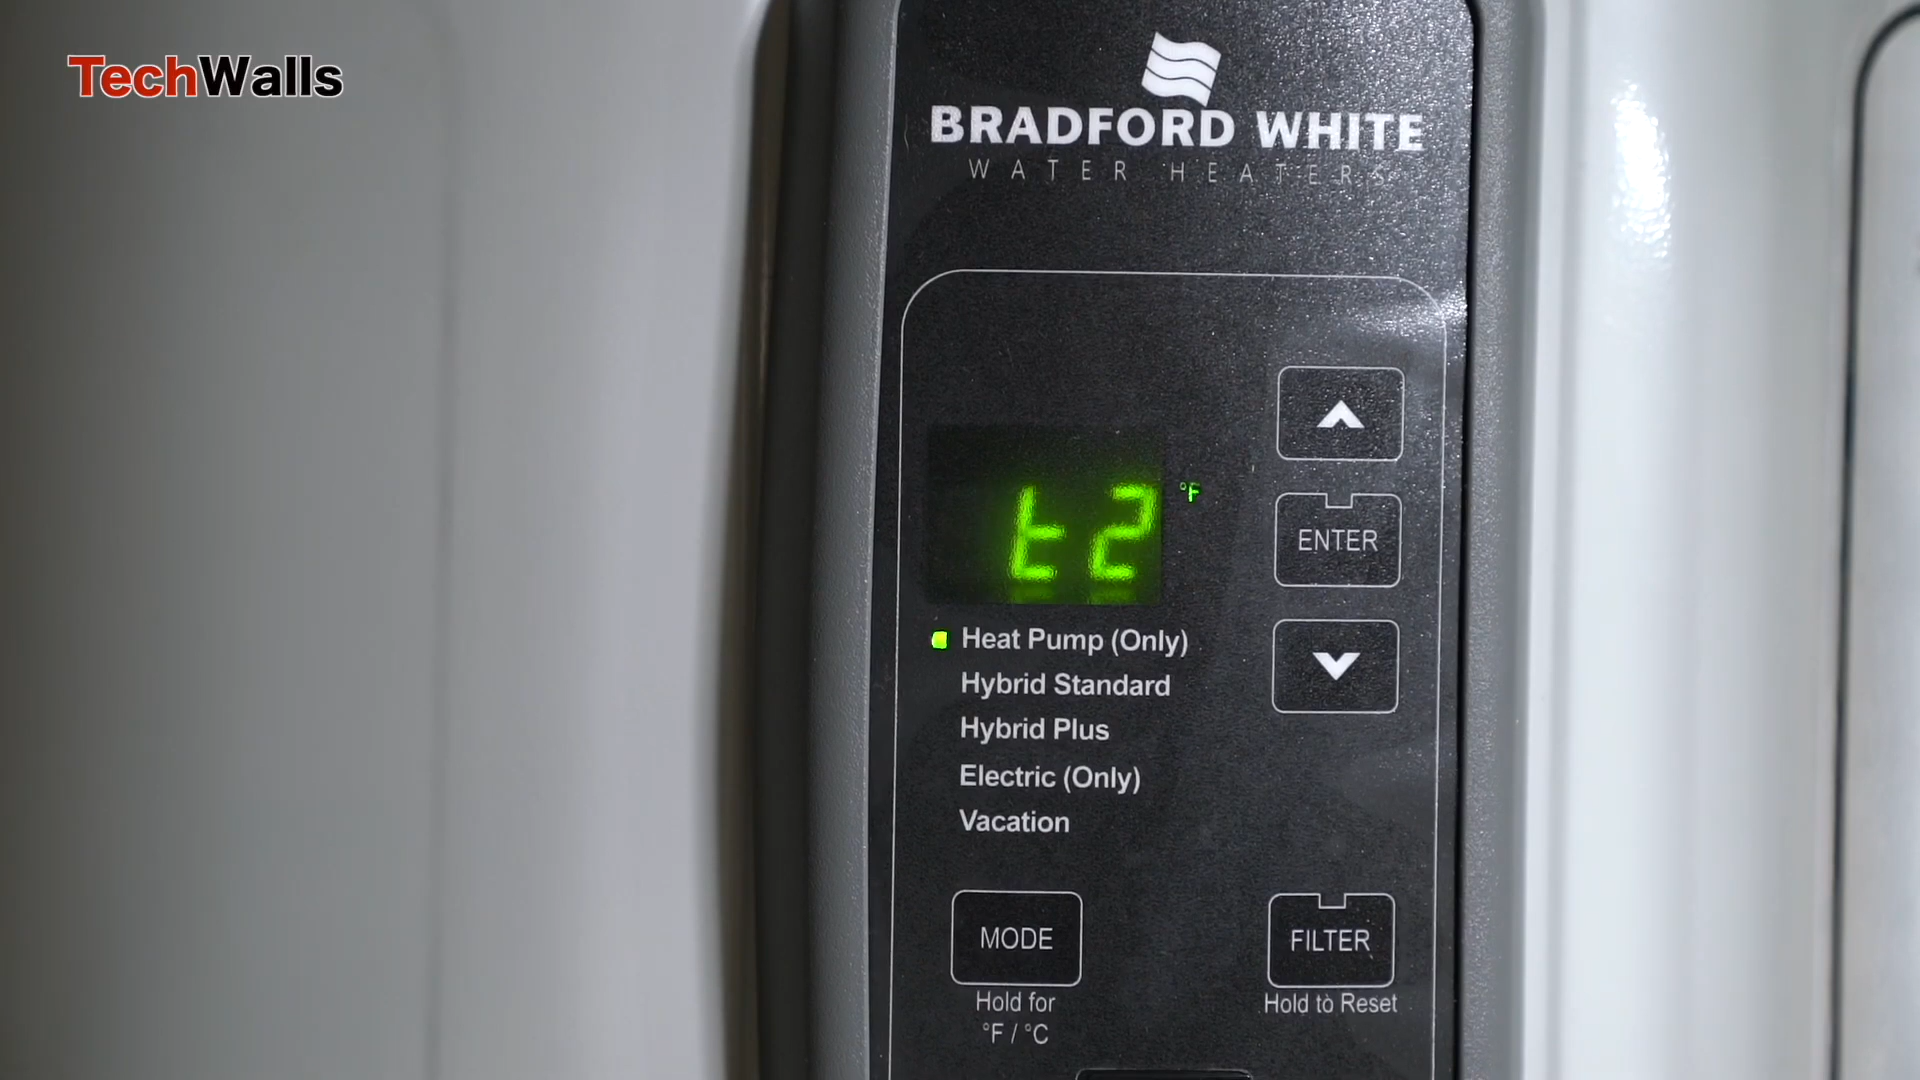 TechWalls
BRADFORD WHITE
WATER HEATERS
t2 °F
ENTER
Heat Pump (Only)
Hybrid Standard
Hybrid Plus
Electric (Only)
Vacation
MODE
Hold for
°F / °C
FILTER
Hold to Reset